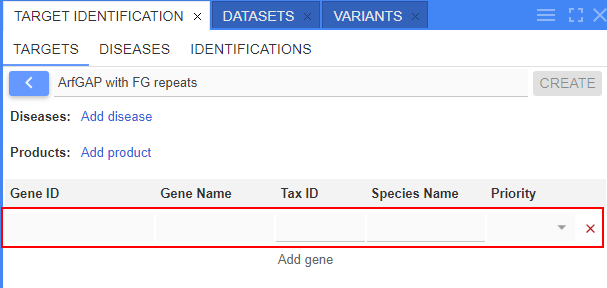 TARGET IDENTIFICATION × DATASETS × VARIANTS ×
TARGETS DISEASES IDENTIFICATIONS
ArfGAP with FG repeats CREATE
Diseases: Add disease
Products: Add product
Gene ID Gene Name Tax ID Species Name Priority
Add gene